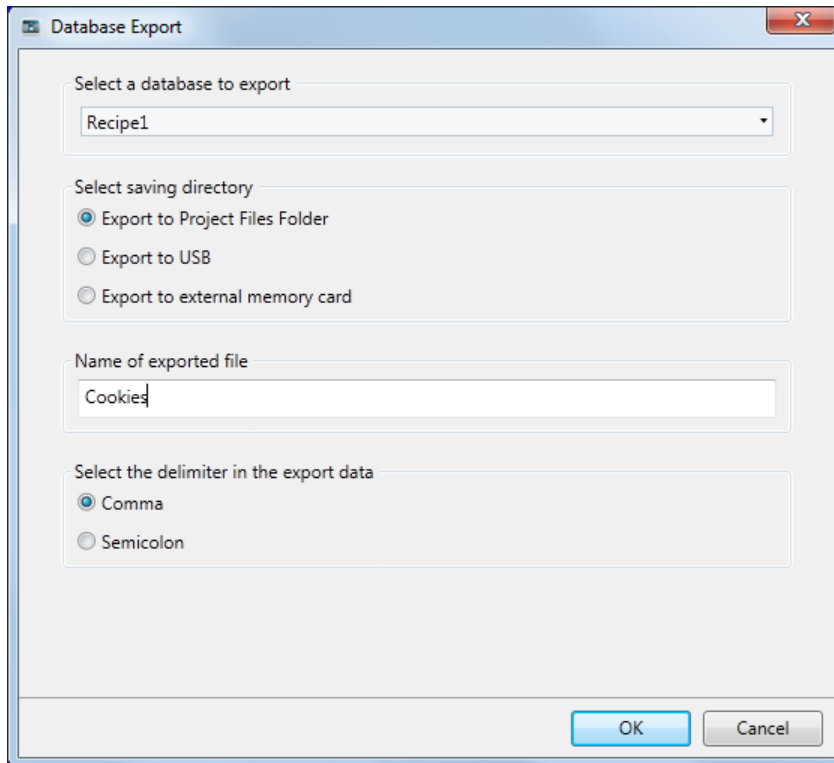 Database Export
Select a database to export
Recipe1
Select saving directory
Export to Project Files Folder
Export to USB
Export to external memory card
Name of exported file
Cookies
Select the delimiter in the export data
Comma
Semicolon
OK
Cancel